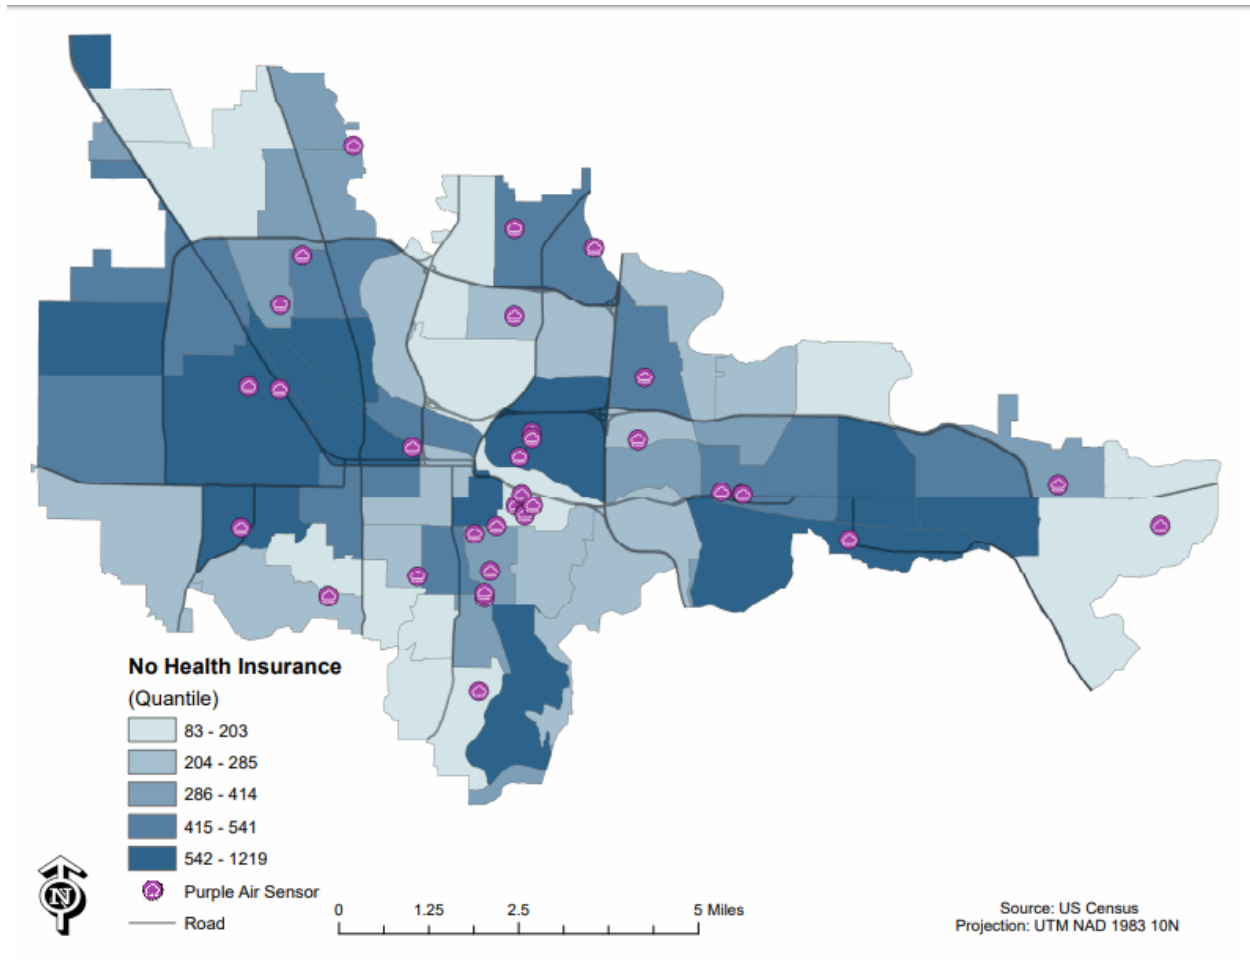 No Health Insurance
(Quantile)
83 - 203
204 - 285
286 - 414
415 - 541
542 - 1219
Purple Air Sensor
Road
N
0 1.25 2.5 5 Miles
Source: US Census
Projection: UTM NAD 1983 10N